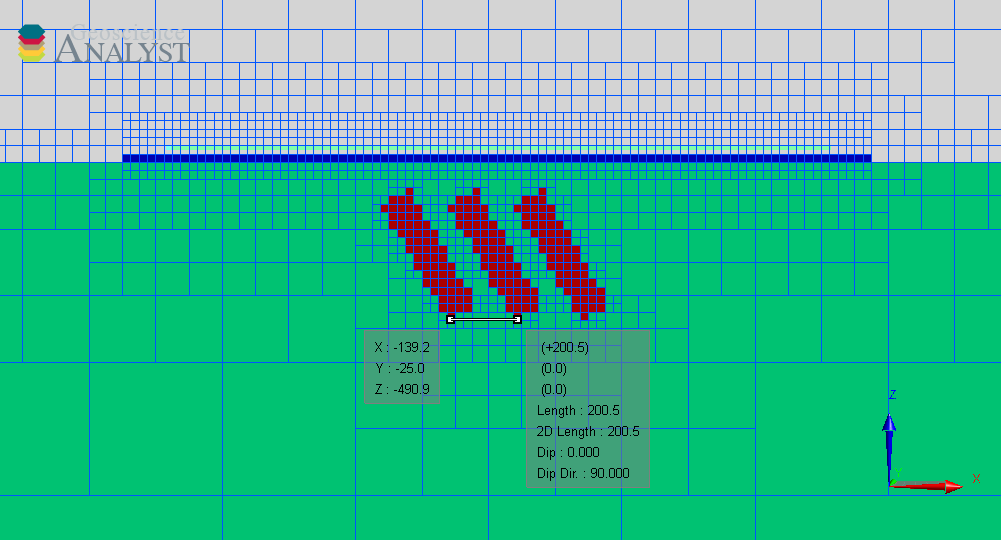 Geoscience
ANALYST
X : -139.2
Y : -25.0
Z : -490.9
(+200.5)
(0.0)
(0.0)
Length : 200.5
2D Length : 200.5
Dip : 0.000
Dip Dir. : 90.000
Z
Y
X